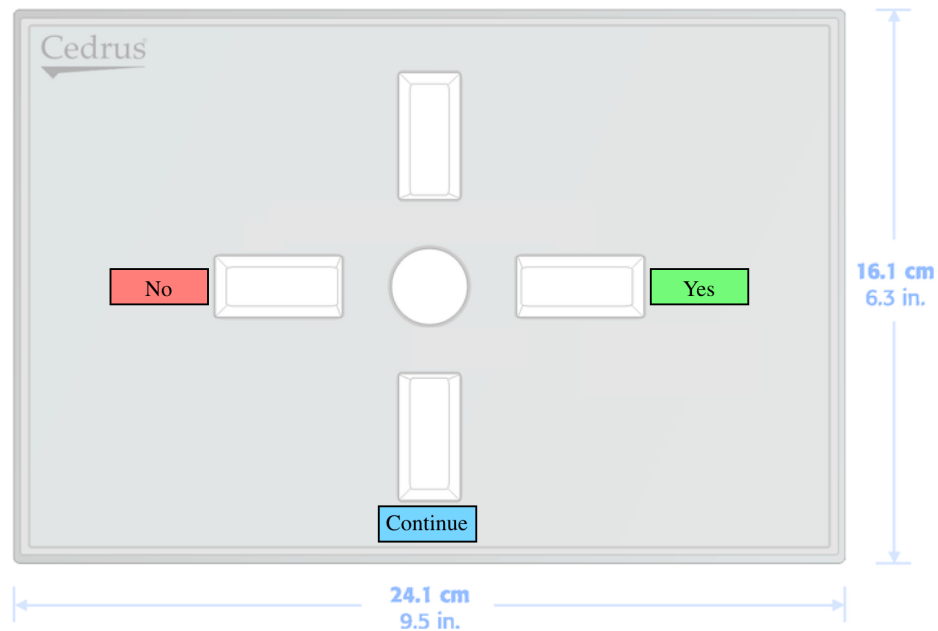 Cedrus
No
Yes
16.1 cm
6.3 in.
Continue
24.1 cm
9.5 in.